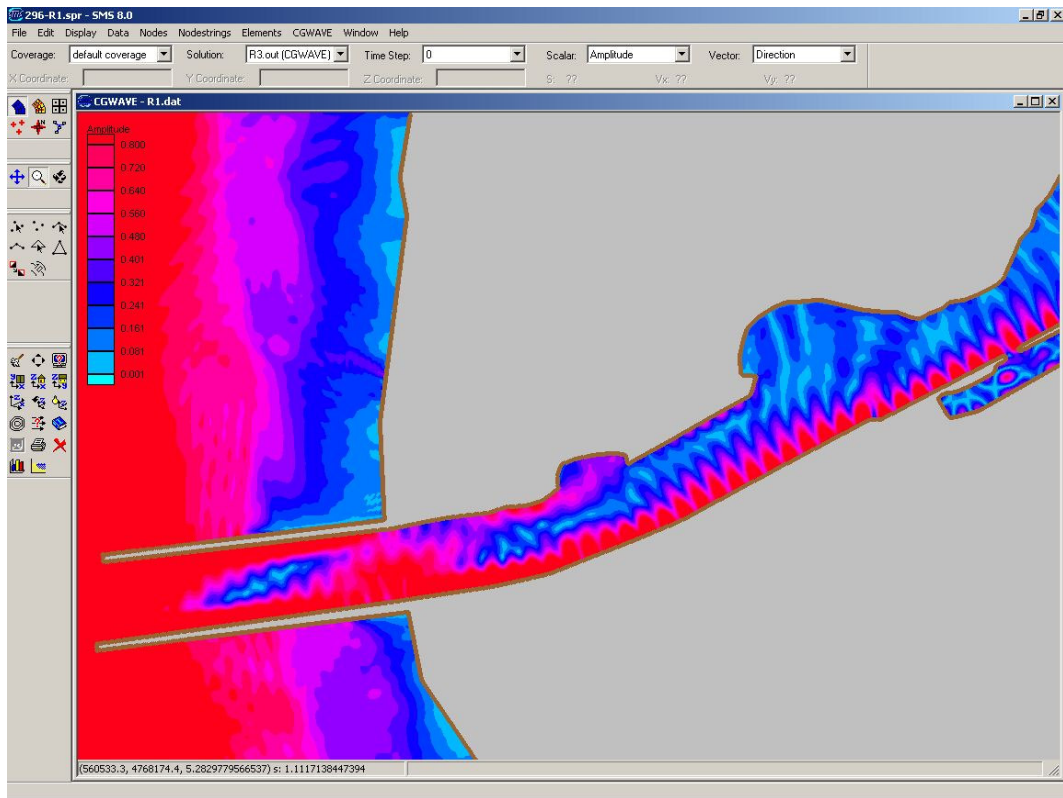 296-R1.spr - SMS 8.0
File Edit Display Data Nodes Nodestrings Elements CGWAVE Window Help
Coverage: default coverage Solution: R3.out (CGWAVE) Time Step: 0 Scalar: Amplitude Vector: Direction
X Coordinate: Y Coordinate: Z Coordinate: S: ?? Vx: ?? Vy: ??
CGWAVE - R1.dat
Amplitude
0.800
0.720
0.640
0.560
0.480
0.401
0.321
0.241
0.161
0.081
0.001
(560533.3, 4768174.4, 5.2829779566537) s: 1.1117138447394